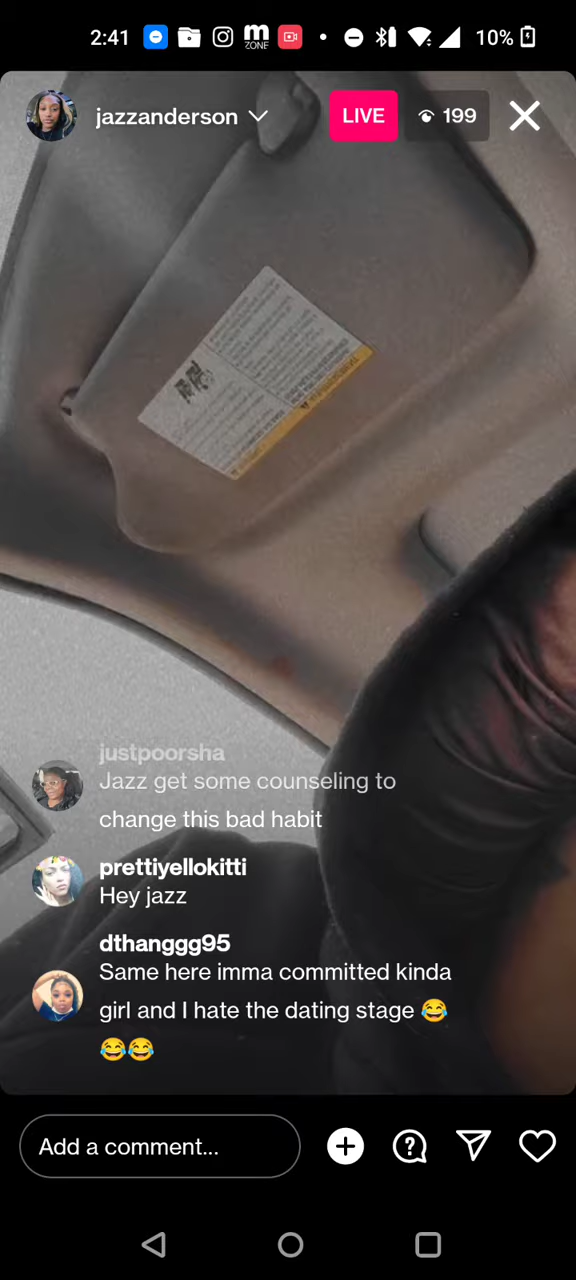 2:41
m
ZONE
10%
jazzanderson
LIVE
199
justpoorsha
Jazz get some counseling to
change this bad habit
prettiyellokitti
Hey jazz
dthanggg95
Same here imma committed kinda
girl and I hate the dating stage 😂
😂😂
Add a comment...